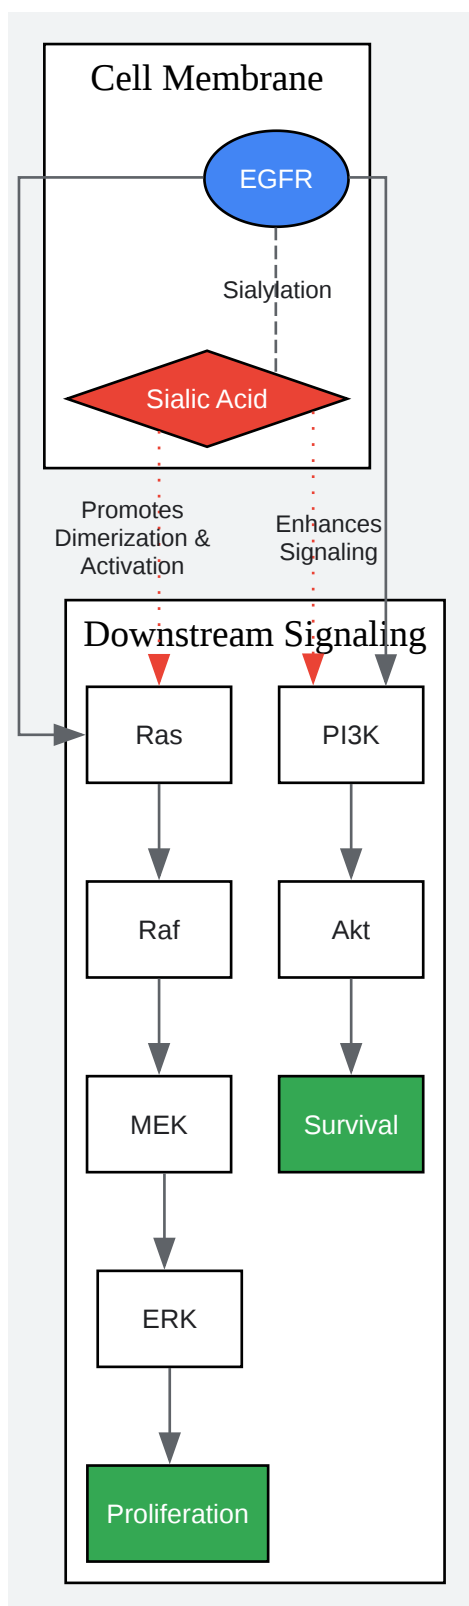 Cell Membrane
EGFR
Sialylation
Sialic Acid
Promotes
Dimerization &
Activation
Enhances
Signaling
Downstream Signaling
Ras
PI3K
Raf
Akt
MEK
Survival
ERK
Proliferation